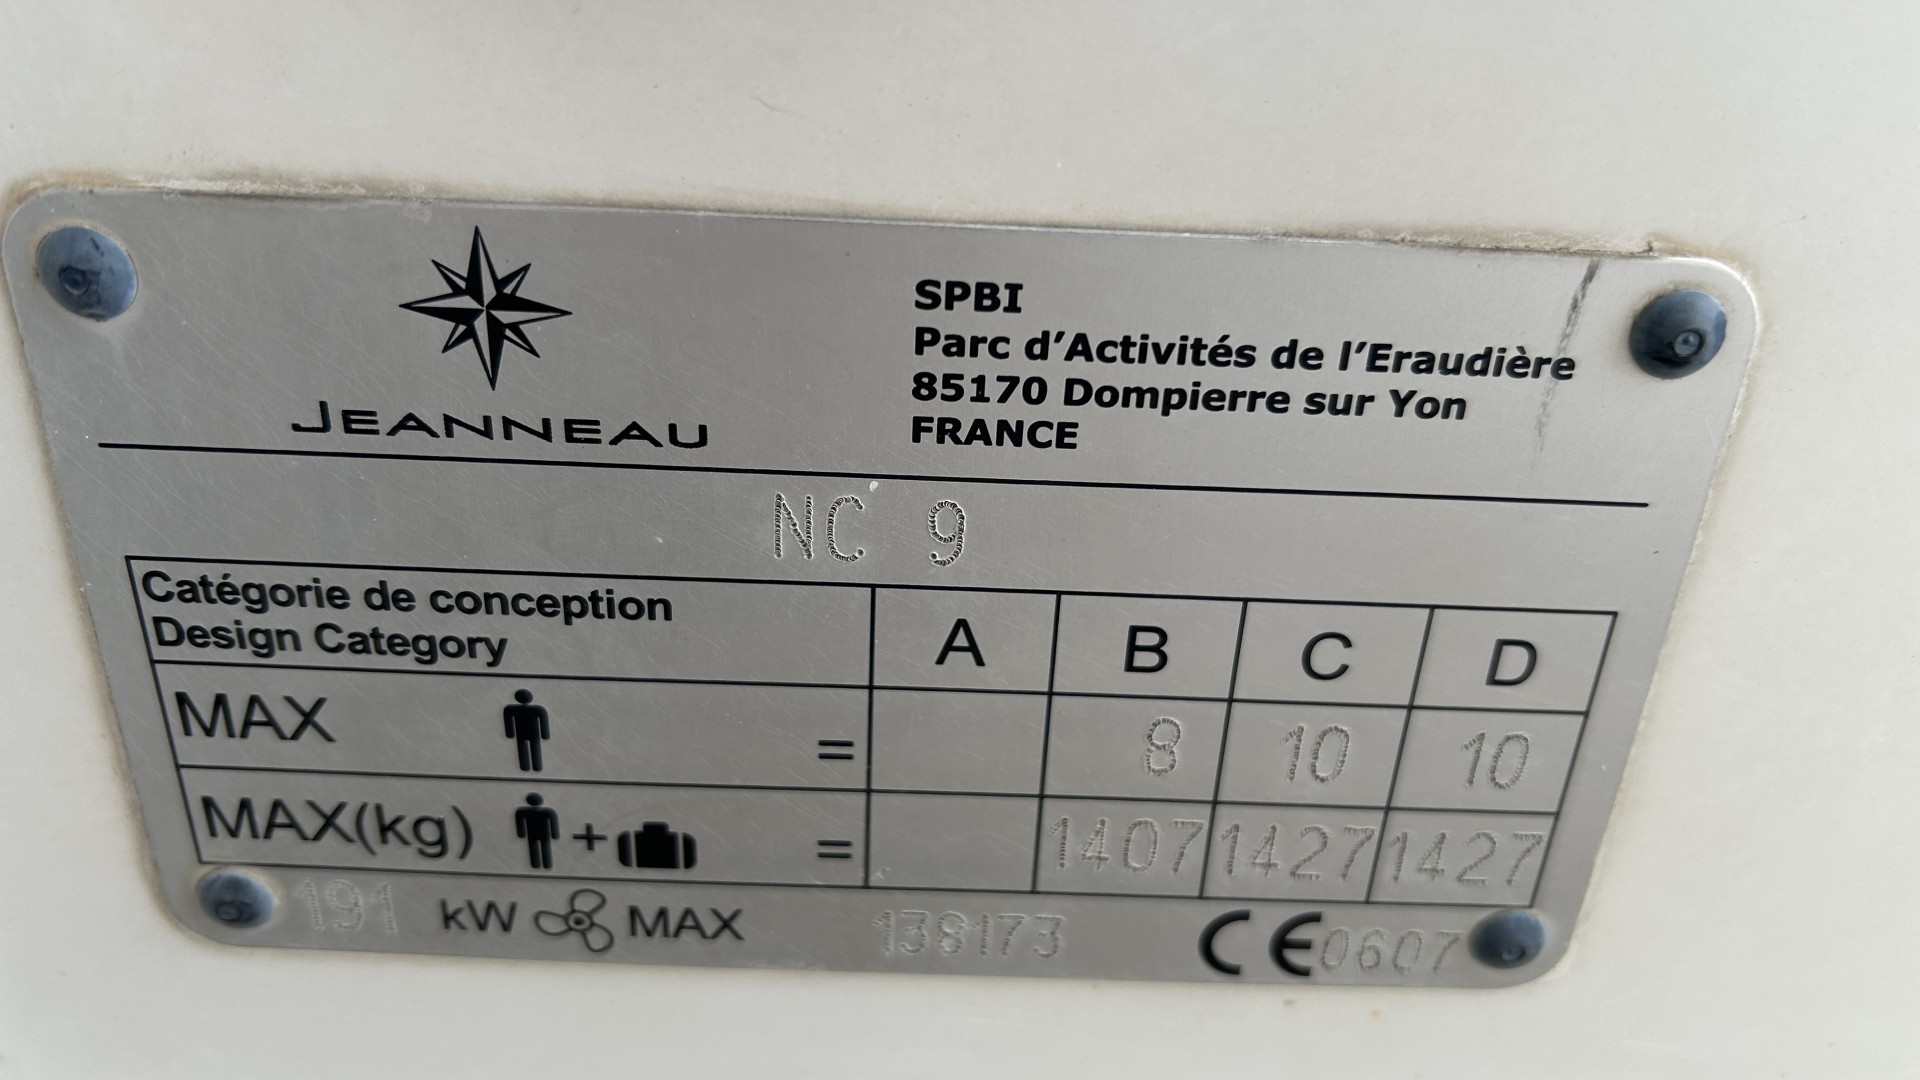 JEANNEAU
SPBI
Parc d'Activités de l'Eraudière
85170 Dompierre sur Yon
FRANCE
NC 9
Catégorie de conception
Design Category
A B C D
MAX = 8 10 10
MAX(kg) + = 1407 1427 1427
191 kW MAX 138173 CE 0607